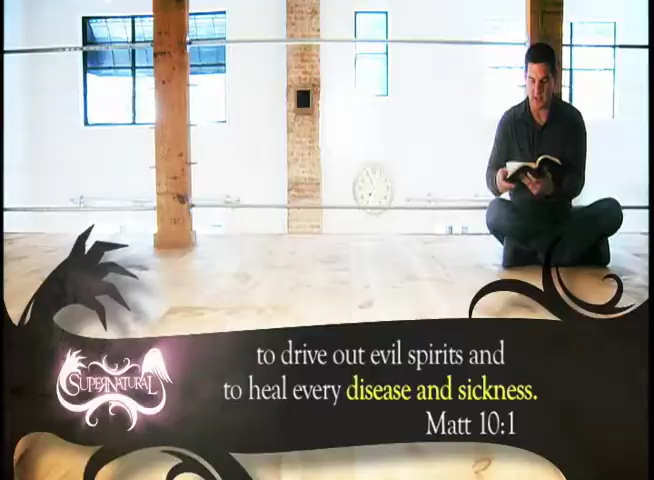 SUPERNATURAL
to drive out evil spirits and
to heal every disease and sickness.
Matt 10:1